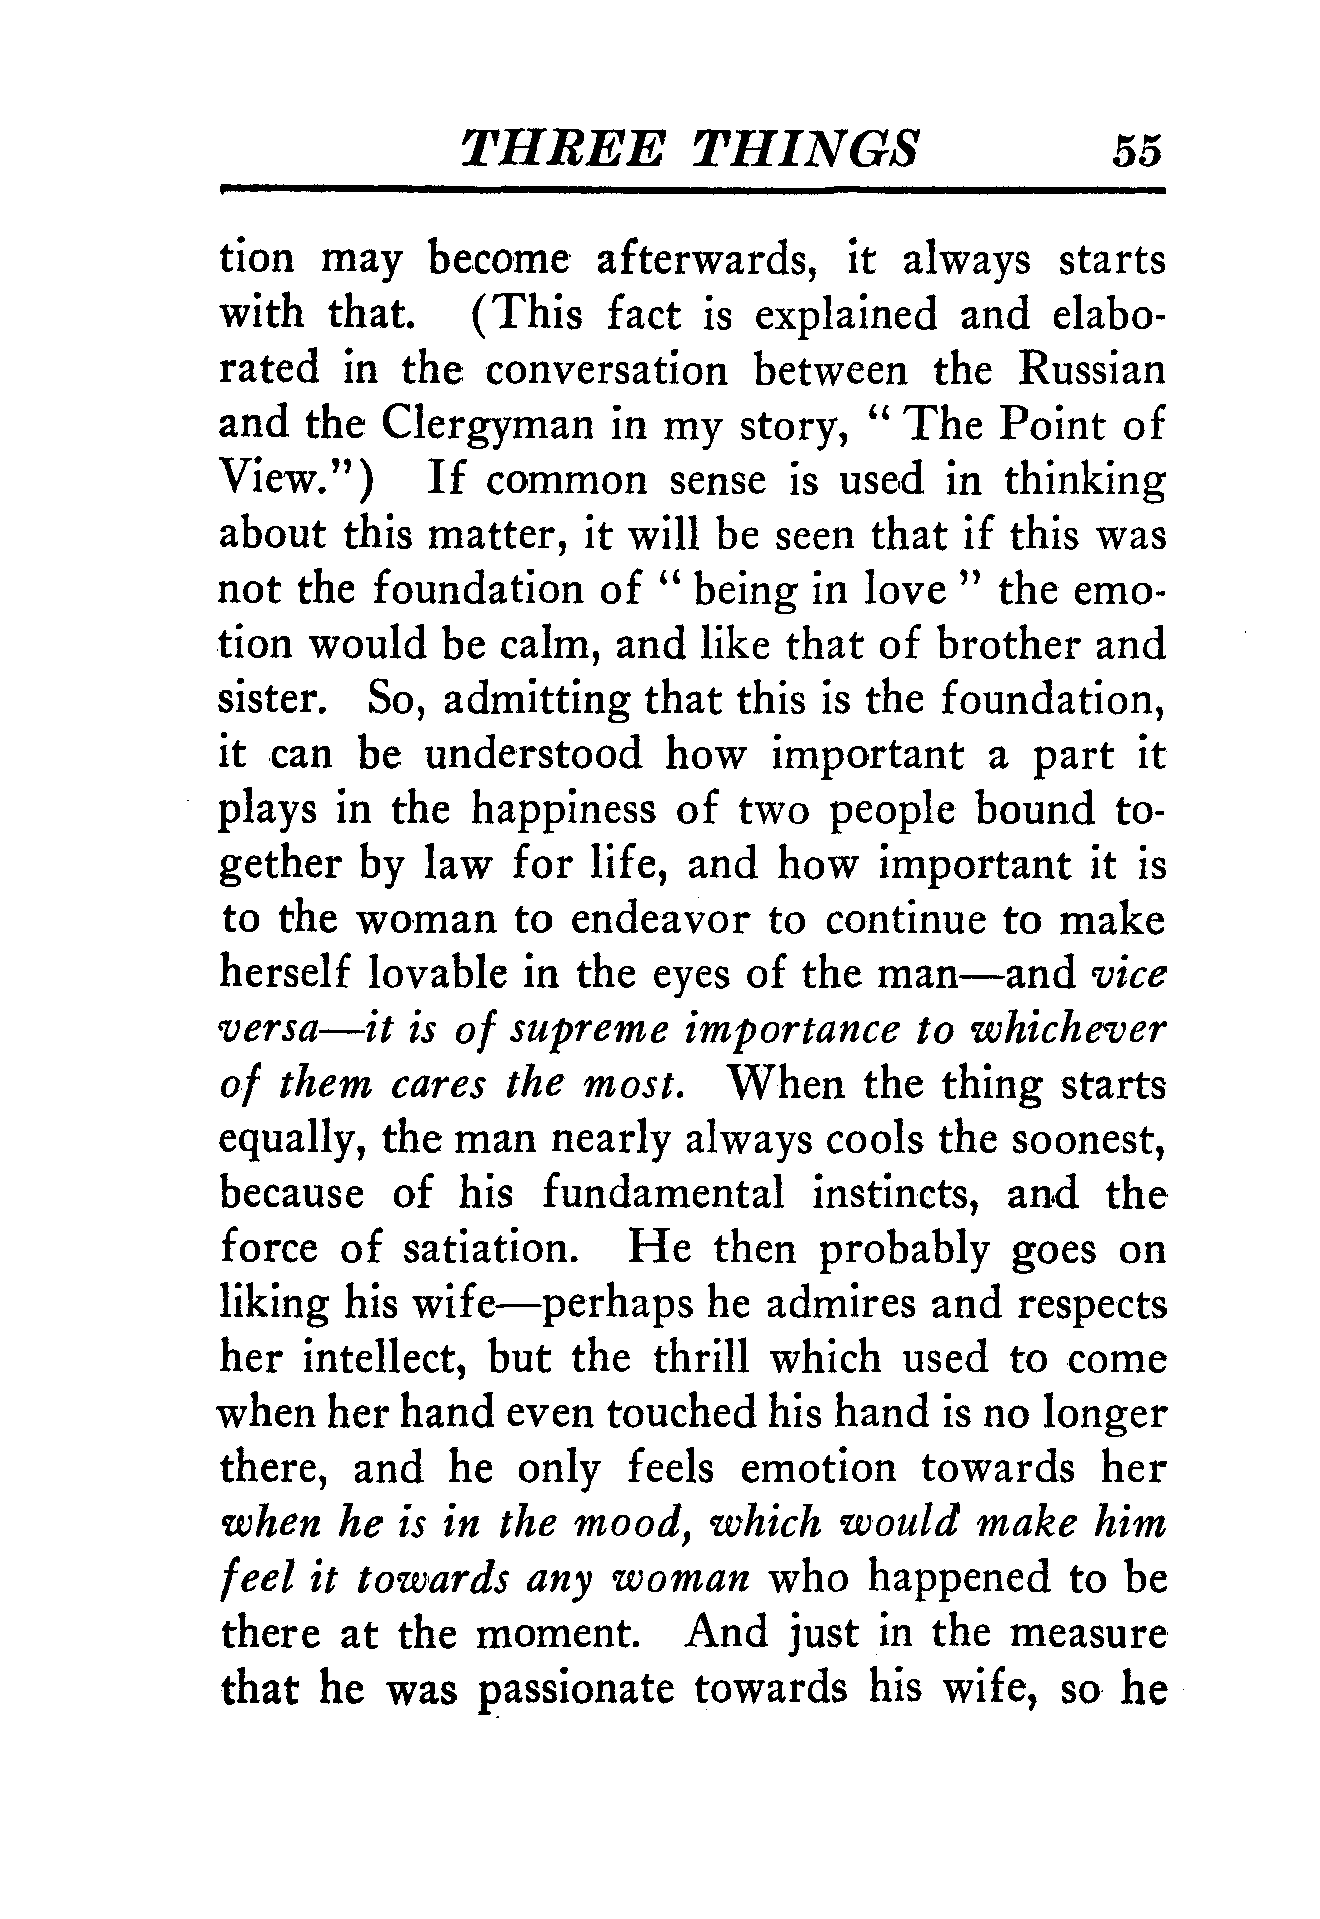 THREE THINGS 55
tion may become afterwards, it always starts
with that. (This fact is explained and elabo-
rated in the conversation between the Russian
and the Clergyman in my story, “ The Point of
View.”) If common sense is used in thinking
about this matter, it will be seen that if this was
not the foundation of “ being in love ” the emo-
tion would be calm, and like that of brother and
sister. So, admitting that this is the foundation,
it can be understood how important a part it
plays in the happiness of two people bound to-
gether by law for life, and how important it is
to the woman to endeavor to continue to make
herself lovable in the eyes of the man—and vice
versa—it is of supreme importance to whichever
of them cares the most. When the thing starts
equally, the man nearly always cools the soonest,
because of his fundamental instincts, and the
force of satiation. He then probably goes on
liking his wife—perhaps he admires and respects
her intellect, but the thrill which used to come
when her hand even touched his hand is no longer
there, and he only feels emotion towards her
when he is in the mood, which would make him
feel it towards any woman who happened to be
there at the moment. And just in the measure
that he was passionate towards his wife, so he